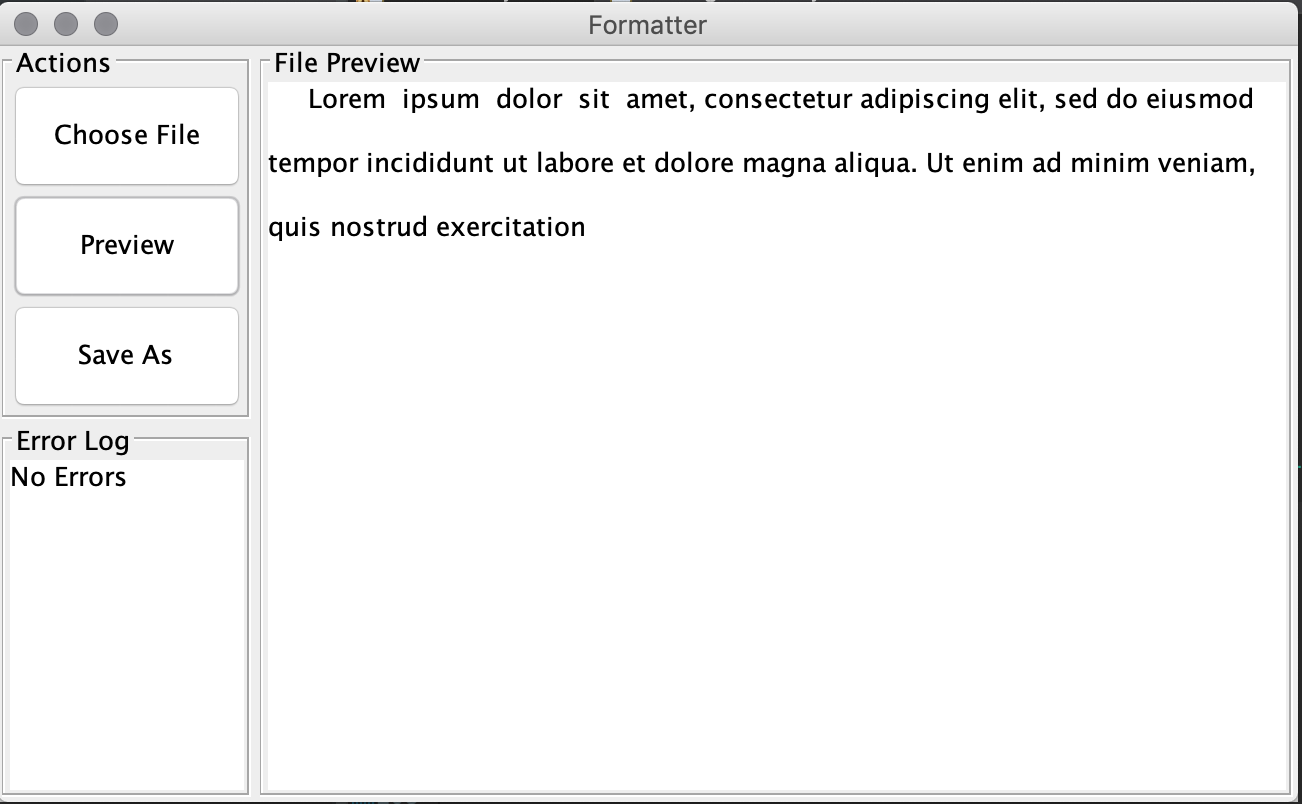 Formatter
Actions
Choose File
Preview
Save As
Error Log
No Errors
File Preview
Lorem  ipsum  dolor  sit  amet, consectetur adipiscing elit, sed do eiusmod
tempor incididunt ut labore et dolore magna aliqua. Ut enim ad minim veniam,
quis nostrud exercitation